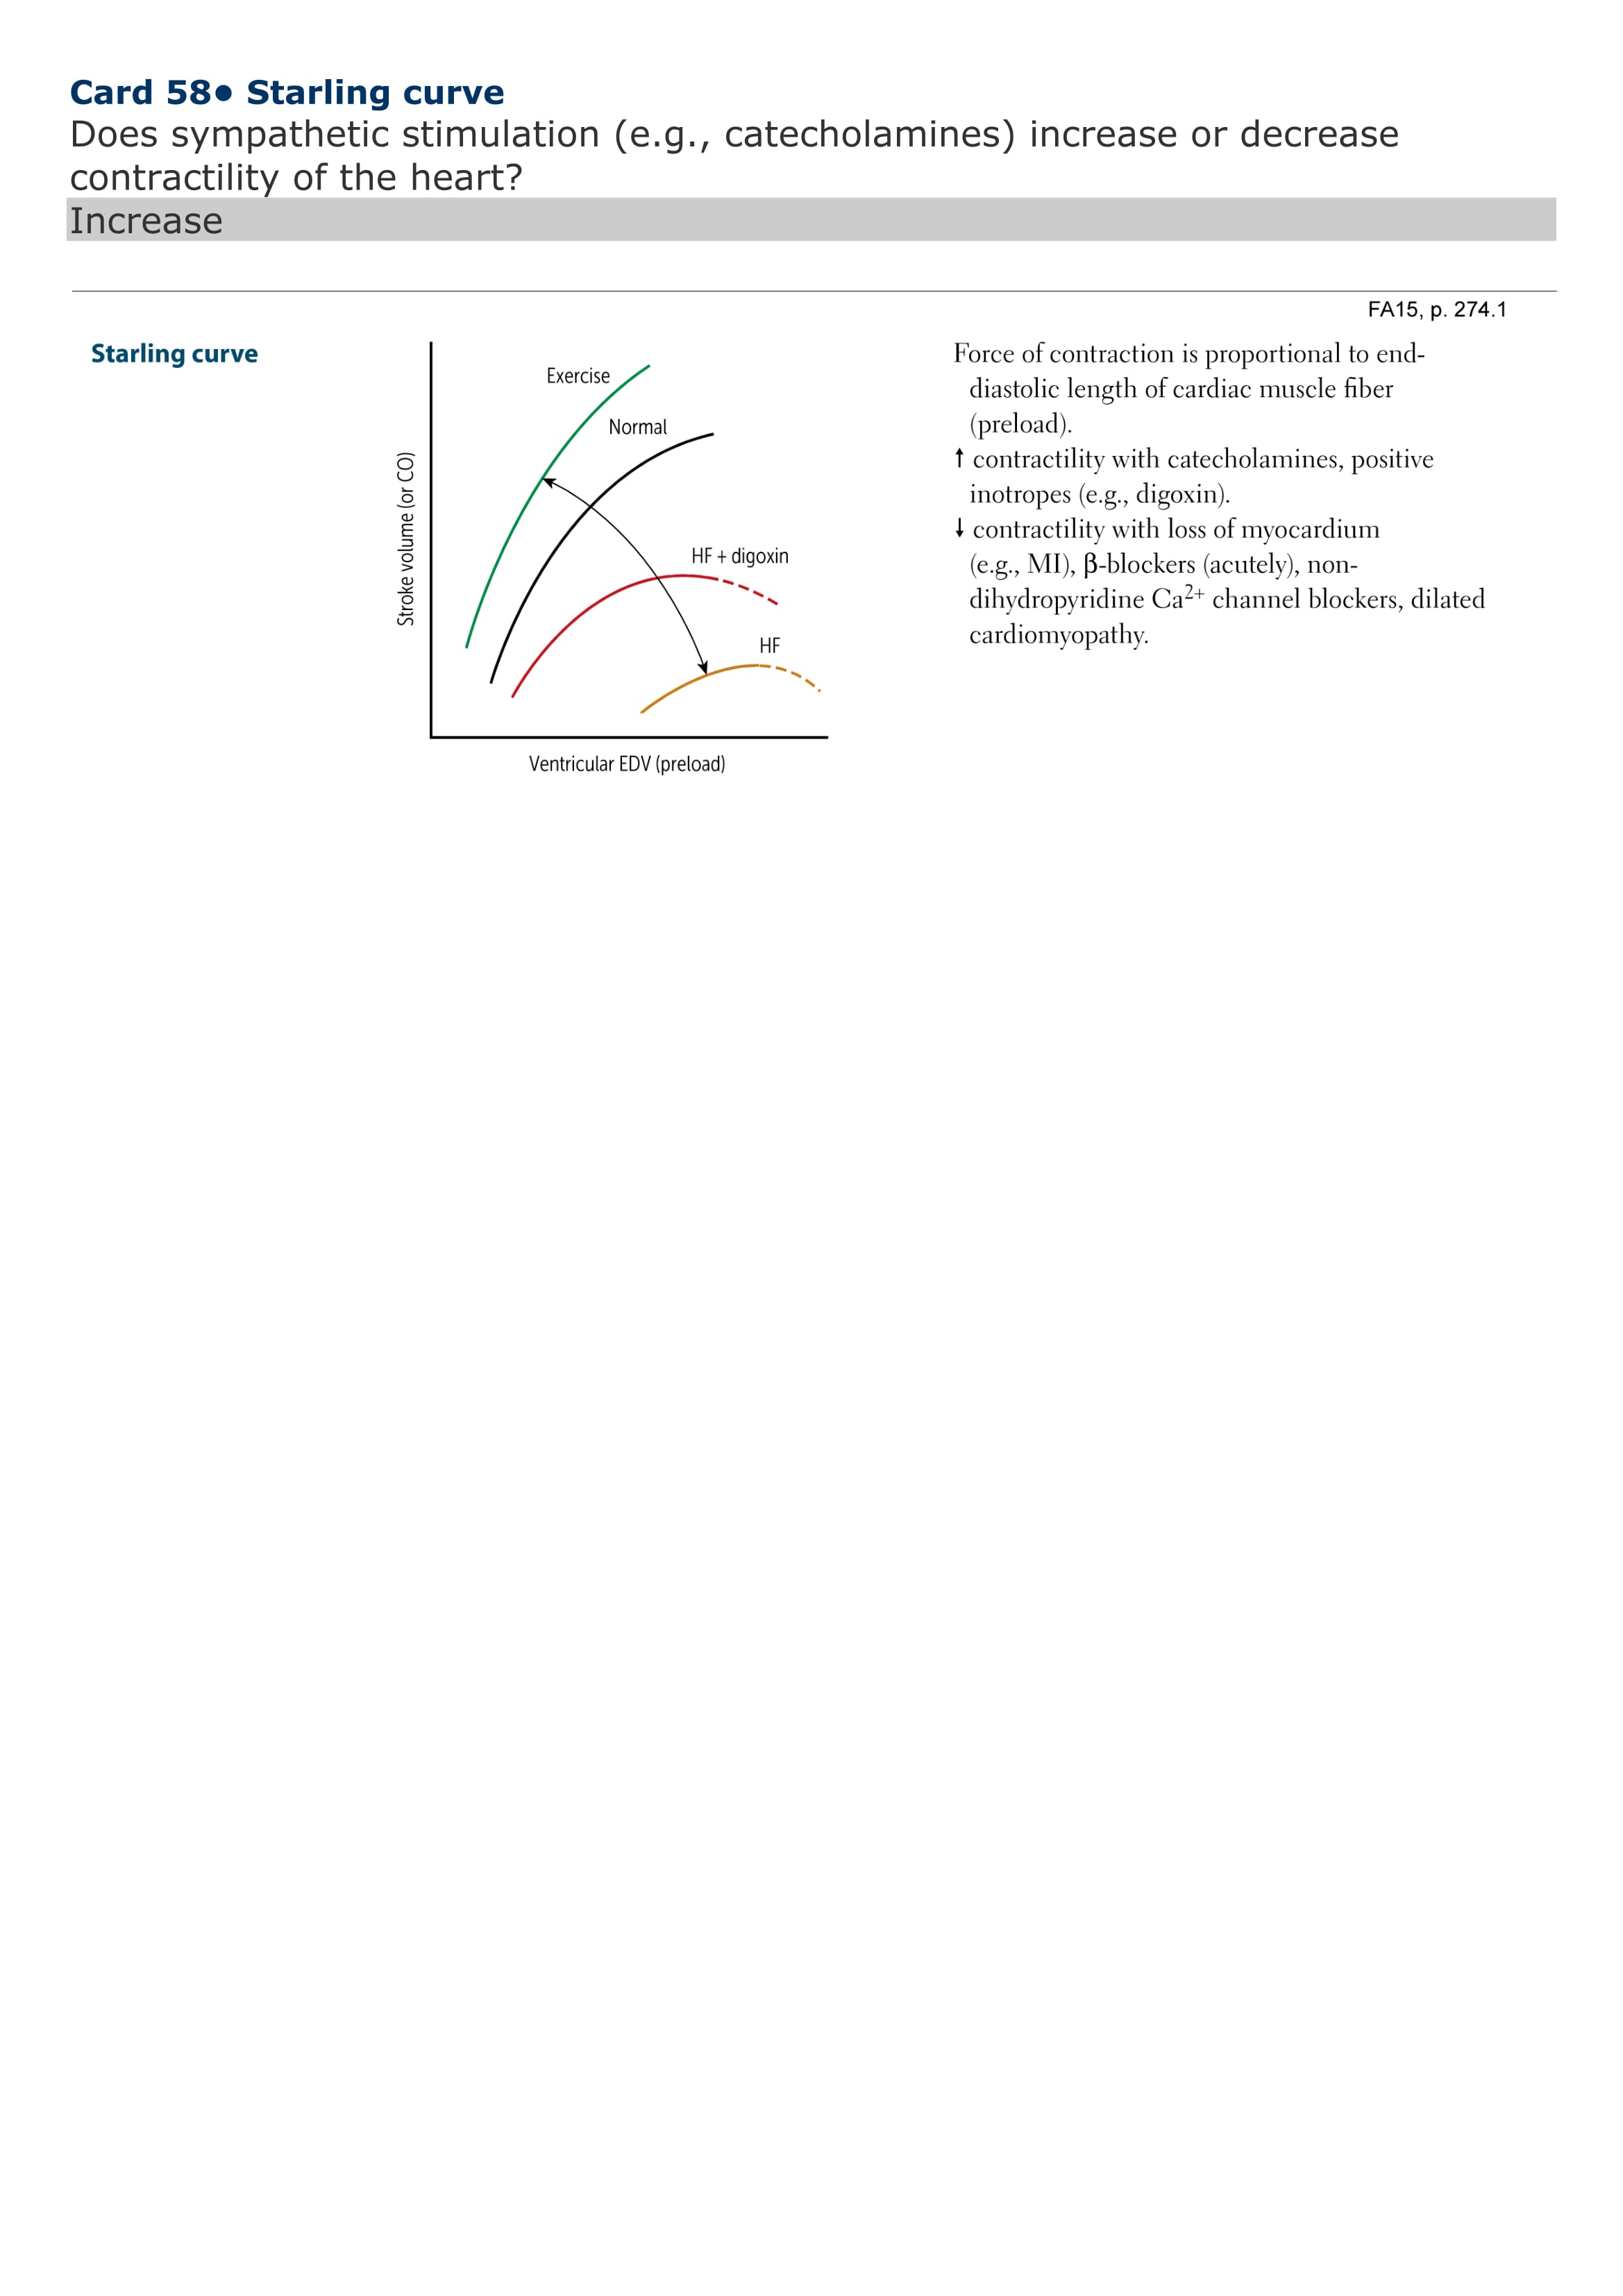 Card 58● Starling curve
Does sympathetic stimulation (e.g., catecholamines) increase or decrease
contractility of the heart?
Increase
FA15, p. 274.1
Starling curve
Exercise
Normal
HF + digoxin
HF
Stroke volume (or CO)
Ventricular EDV (preload)
Force of contraction is proportional to end-
diastolic length of cardiac muscle fiber
(preload).
↑ contractility with catecholamines, positive
inotropes (e.g., digoxin).
↓ contractility with loss of myocardium
(e.g., MI), β-blockers (acutely), non-
dihydropyridine Ca²⁺ channel blockers, dilated
cardiomyopathy.